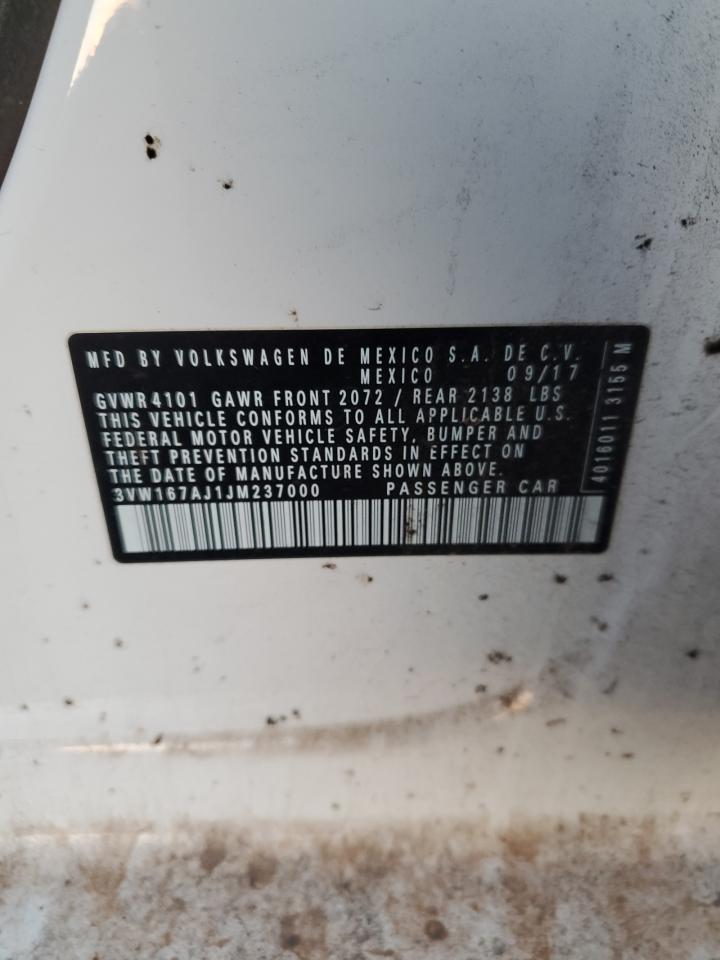 MFD BY VOLKSWAGEN DE MEXICO S.A. DE C.V.
MEXICO 09/17
GVWR 4101 GAWR FRONT 2072 / REAR 2138 LBS
THIS VEHICLE CONFORMS TO ALL APPLICABLE U.S.
FEDERAL MOTOR VEHICLE SAFETY, BUMPER AND
THEFT PREVENTION STANDARDS IN EFFECT ON
THE DATE OF MANUFACTURE SHOWN ABOVE.
3VW167AJ1JM237000 PASSENGER CAR
4016011 3155 M